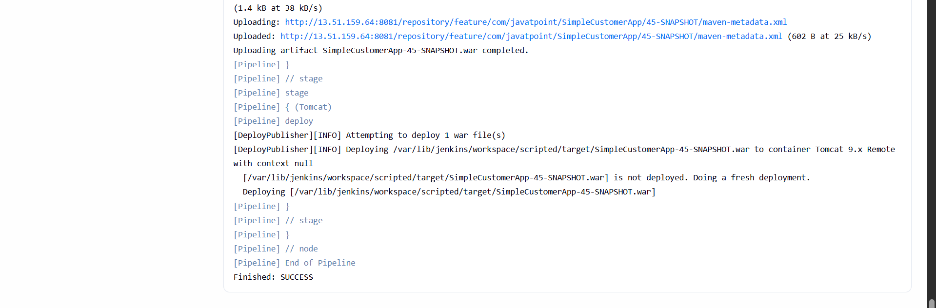 (1.4 kB at 38 kB/s)
Uploading: http://13.51.159.64:8081/repository/feature/com/javatpoint/SimpleCustomerApp/45-SNAPSHOT/maven-metadata.xml
Uploaded: http://13.51.159.64:8081/repository/feature/com/javatpoint/SimpleCustomerApp/45-SNAPSHOT/maven-metadata.xml (602 B at 25 kB/s)
Uploading artifact SimpleCustomerApp-45-SNAPSHOT.war completed.
[Pipeline] }
[Pipeline] // stage
[Pipeline] stage
[Pipeline] { (Tomcat)
[Pipeline] deploy
[DeployPublisher][INFO] Attempting to deploy 1 war file(s)
[DeployPublisher][INFO] Deploying /var/lib/jenkins/workspace/scripted/target/SimpleCustomerApp-45-SNAPSHOT.war to container Tomcat 9.x Remote
with context null
[/var/lib/jenkins/workspace/scripted/target/SimpleCustomerApp-45-SNAPSHOT.war] is not deployed. Doing a fresh deployment.
Deploying [/var/lib/jenkins/workspace/scripted/target/SimpleCustomerApp-45-SNAPSHOT.war]
[Pipeline] }
[Pipeline] // stage
[Pipeline] }
[Pipeline] // node
[Pipeline] End of Pipeline
Finished: SUCCESS